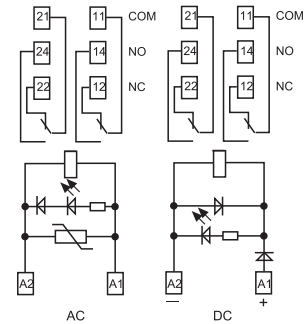 21 11 COM 21 11 COM
24 14 NO 24 14 NO
22 12 NC 22 12 NC
A2 A1 A2 A1
— +
AC DC